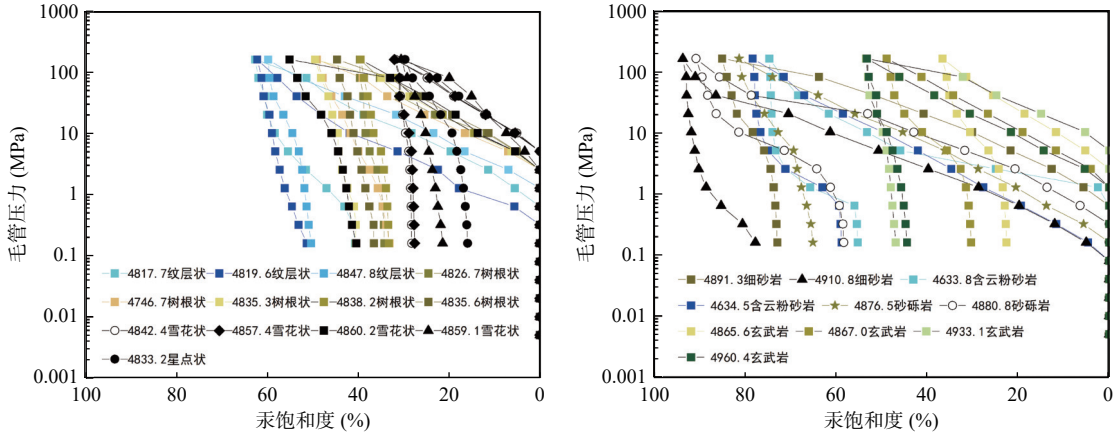 毛管压力 (MPa)
1000
100
10
1
0.1
0.01
0.001
100 80 60 40 20 0
汞饱和度 (%)
4817.7纹层状 4819.6纹层状 4847.8纹层状 4826.7树根状
4746.7树根状 4835.3树根状 4838.2树根状 4835.6树根状
4842.4雪花状 4857.4雪花状 4860.2雪花状 4859.1雪花状
4833.2星点状
毛管压力 (MPa)
1000
100
10
1
0.1
0.01
0.001
100 80 60 40 20 0
汞饱和度 (%)
4891.3细砂岩 4910.8细砂岩 4633.8含云粉砂岩
4634.5含云粉砂岩 4876.5砂砾岩 4880.8砂砾岩
4865.6玄武岩 4867.0玄武岩 4933.1玄武岩
4960.4玄武岩